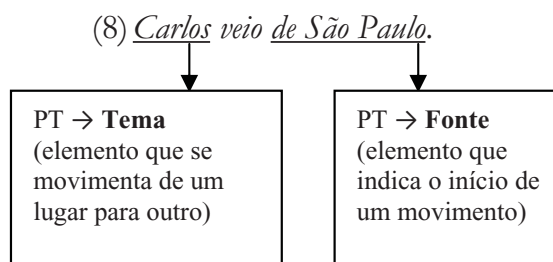 (8) Carlos veio de São Paulo.
PT → Tema
(elemento que se
movimenta de um
lugar para outro)
PT → Fonte
(elemento que
indica o início de
um movimento)